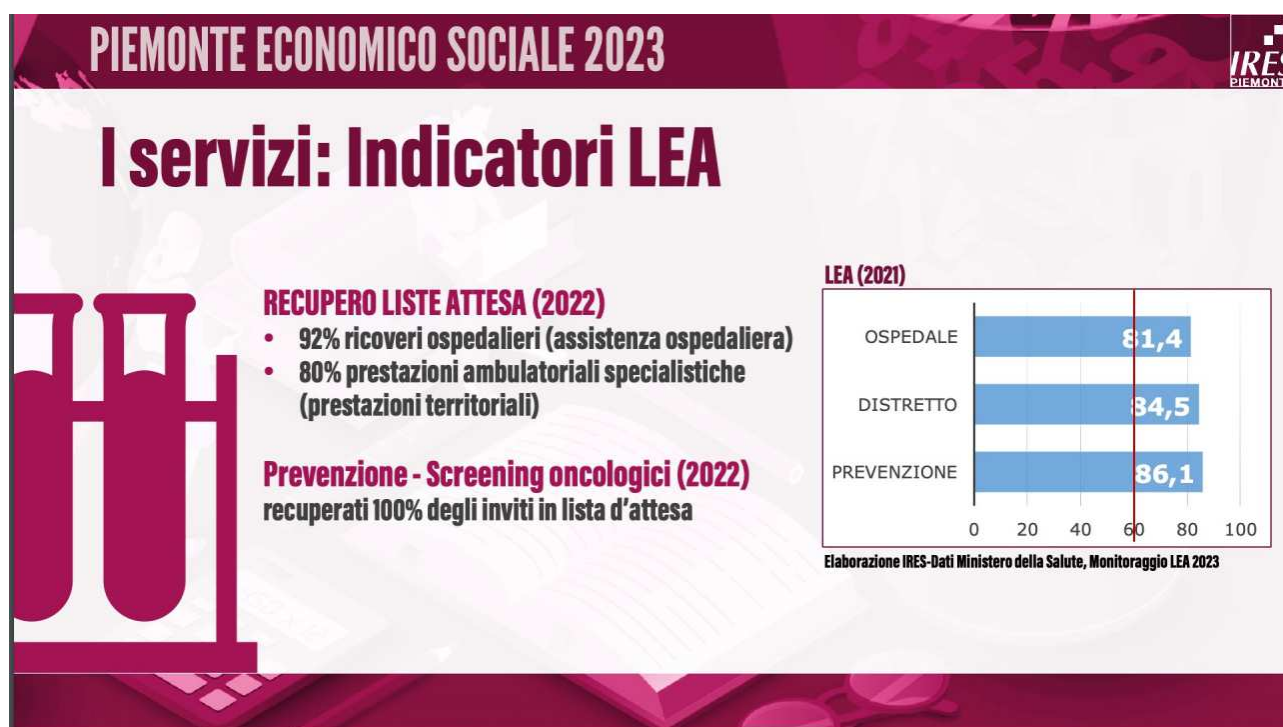 PIEMONTE ECONOMICO SOCIALE 2023
IRES
PIEMONTE
I servizi: Indicatori LEA
RECUPERO LISTE ATTESA (2022)
• 92% ricoveri ospedalieri (assistenza ospedaliera)
• 80% prestazioni ambulatoriali specialistiche
(prestazioni territoriali)
Prevenzione - Screening oncologici (2022)
recuperati 100% degli inviti in lista d'attesa
LEA (2021)
OSPEDALE 81,4
DISTRETTO 84,5
PREVENZIONE 86,1
0 20 40 60 80 100
Elaborazione IRES-Dati Ministero della Salute, Monitoraggio LEA 2023